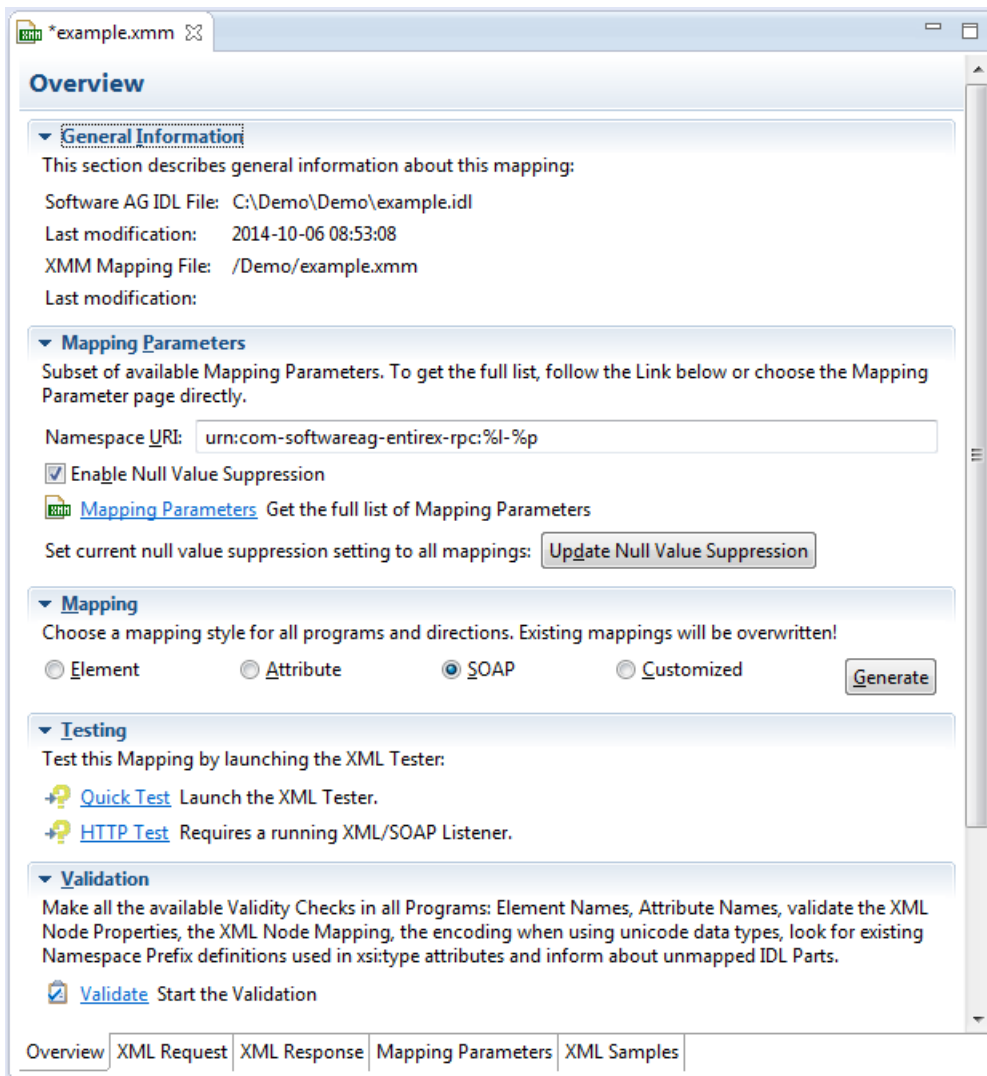 *example.xmm
Overview
General Information
This section describes general information about this mapping:
Software AG IDL File: C:\Demo\Demo\example.idl
Last modification: 2014-10-06 08:53:08
XMM Mapping File: /Demo/example.xmm
Last modification:
Mapping Parameters
Subset of available Mapping Parameters. To get the full list, follow the Link below or choose the Mapping
Parameter page directly.
Namespace URI: urn:com-softwareag-entirex-rpc:%l-%p
Enable Null Value Suppression
XMM Mapping Parameters Get the full list of Mapping Parameters
Set current null value suppression setting to all mappings: Update Null Value Suppression
Mapping
Choose a mapping style for all programs and directions. Existing mappings will be overwritten!
Element Attribute SOAP Customized Generate
Testing
Test this Mapping by launching the XML Tester:
Quick Test Launch the XML Tester.
HTTP Test Requires a running XML/SOAP Listener.
Validation
Make all the available Validity Checks in all Programs: Element Names, Attribute Names, validate the XML
Node Properties, the XML Node Mapping, the encoding when using unicode data types, look for existing
Namespace Prefix definitions used in xsi:type attributes and inform about unmapped IDL Parts.
Validate Start the Validation
Overview XML Request XML Response Mapping Parameters XML Samples